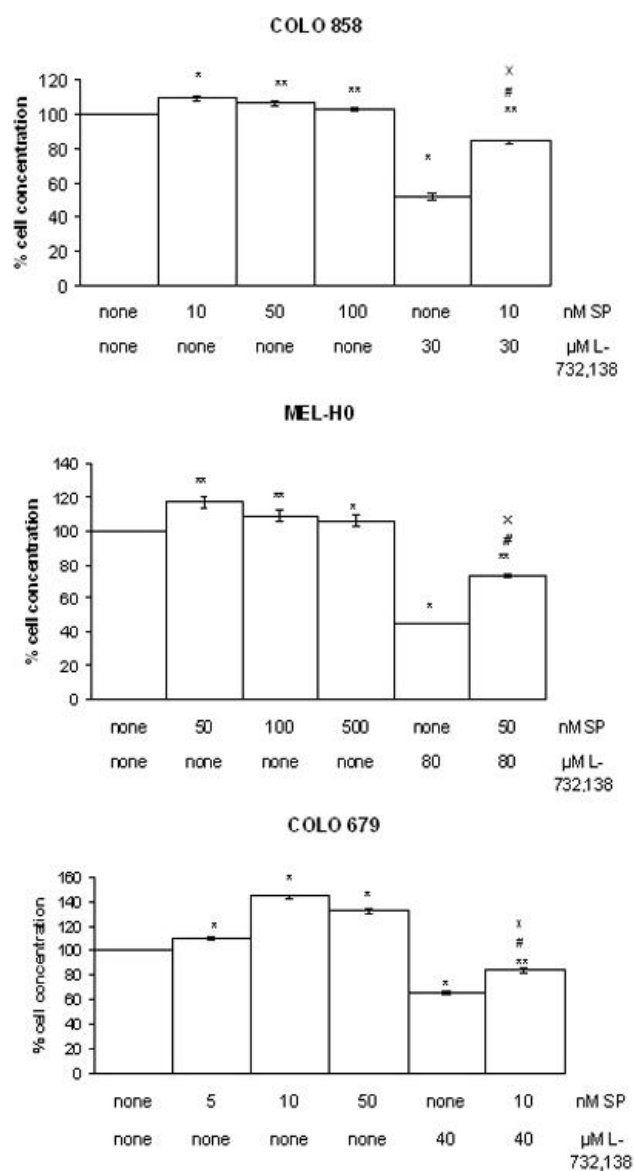 COLO 858
% cell concentration
120
100
80
60
40
20
0
* ** ** * X
#
**
none 10 50 100 none 10 nM SP
none none none none 30 30 µM L-
732,138
MEL-H0
% cell concentration
140
120
100
80
60
40
20
0
** ** * * X
#
**
none 50 100 500 none 50 nM SP
none none none none 80 80 µM L-
732,138
COLO 679
% cell concentration
160
140
120
100
80
60
40
20
0
* * * * X
#
**
none 5 10 50 none 10 nM SP
none none none none 40 40 µM L-
732,138